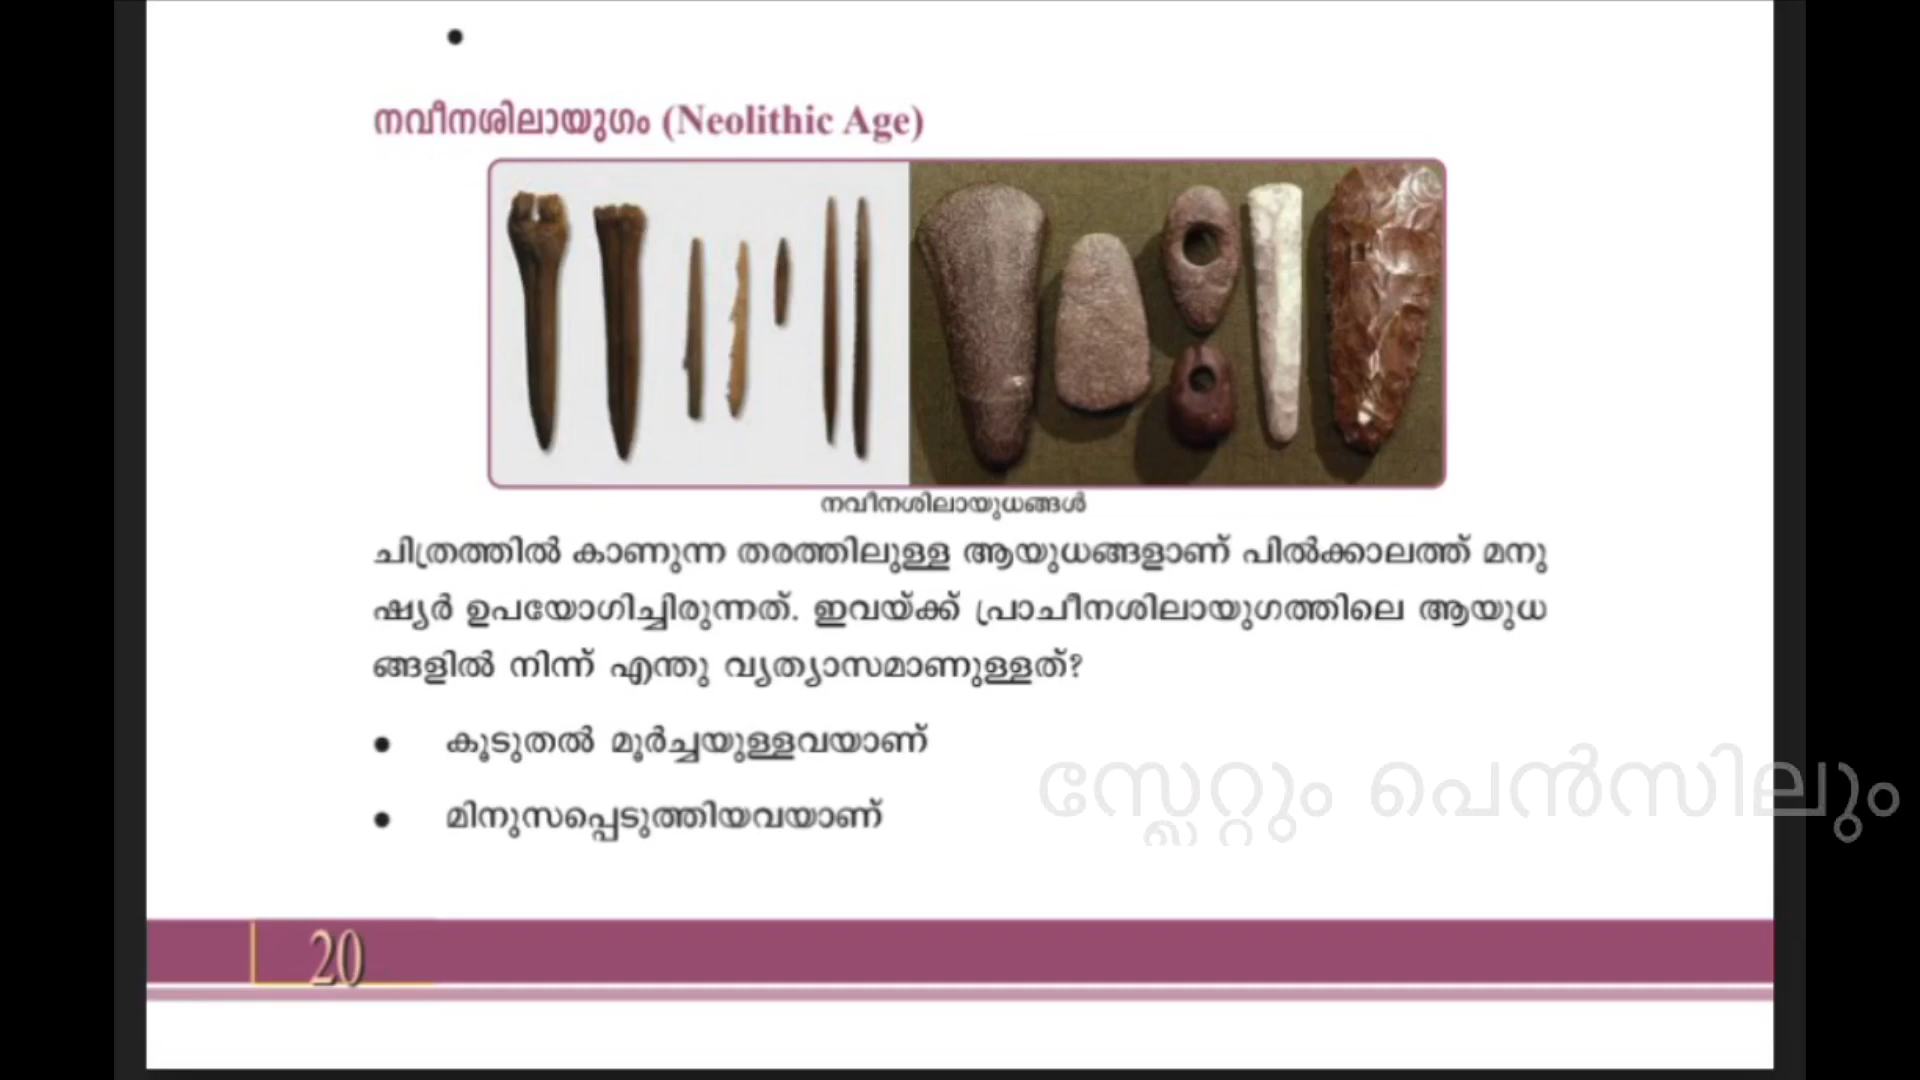 നവീനശിലായുഗം (Neolithic Age)
നവീനശിലായുധങ്ങൾ
ചിത്രത്തിൽ കാണുന്ന തരത്തിലുള്ള ആയുധങ്ങളാണ് പിൽക്കാലത്ത് മനു
ഷ്യർ ഉപയോഗിച്ചിരുന്നത്. ഇവയ്ക്ക് പ്രാചീനശിലായുഗത്തിലെ ആയുധ
ങ്ങളിൽ നിന്ന് എന്തു വ്യത്യാസമാണുള്ളത്?
• കൂടുതൽ മൂർച്ചയുള്ളവയാണ്
• മിനുസപ്പെടുത്തിയവയാണ്
സ്ലേറ്റും പെൻസിലും
20